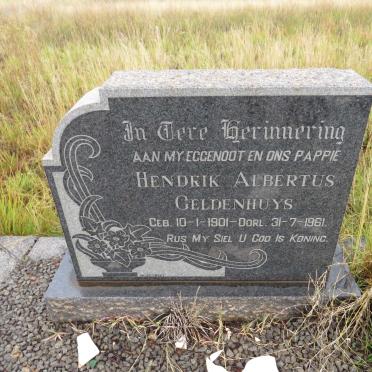 In Tere Herinnering
AAN MY EGGENOOT EN ONS PAPPIE
HENDRIK ALBERTUS
GELDENHUYS
GEB. 10-1-1901 - OORL. 31-7-1961.
RUS MY SIEL U GOD IS KONING.